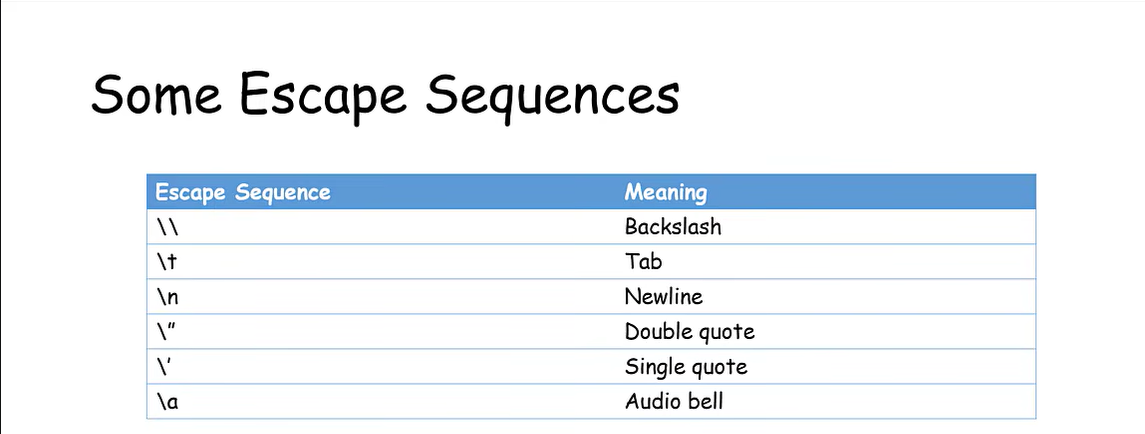 Some Escape Sequences
Escape Sequence Meaning
\\ Backslash
\t Tab
\n Newline
\” Double quote
\’ Single quote
\a Audio bell